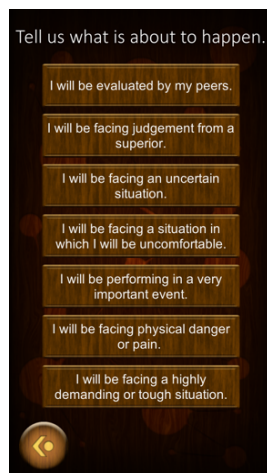 Tell us what is about to happen.
I will be evaluated by my peers.
I will be facing judgement from a
superior.
I will be facing an uncertain
situation.
I will be facing a situation in
which I will be uncomfortable.
I will be performing in a very
important event.
I will be facing physical danger
or pain.
I will be facing a highly
demanding or tough situation.